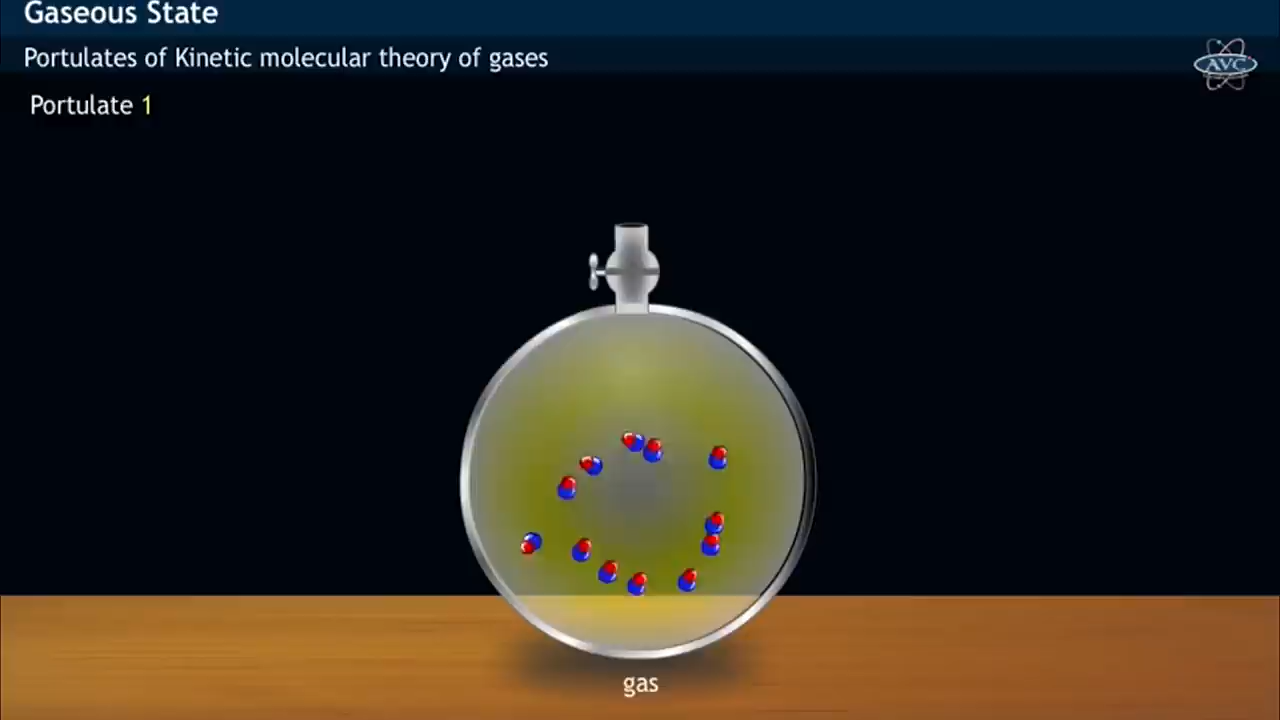 Gaseous State
Portulates of Kinetic molecular theory of gases
AVC
Portulate 1
gas